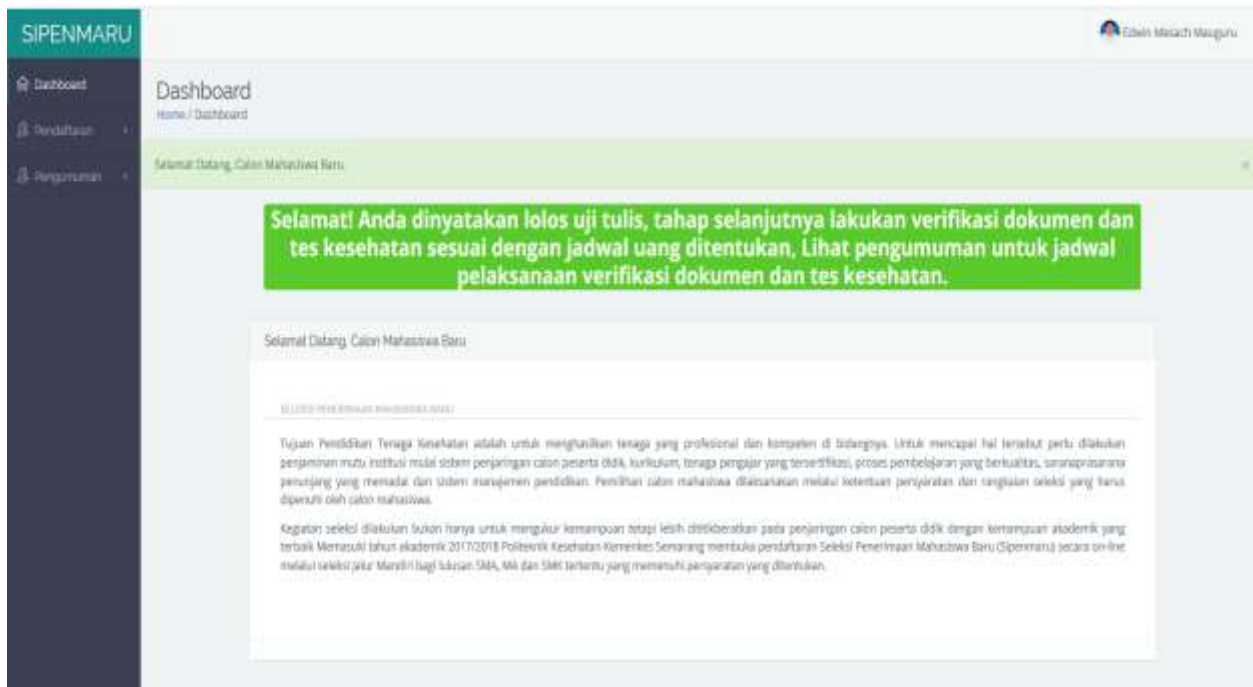 SIPENMARU
Edwin Mesach Mauguru
Dashboard
Dashboard
Home / Dashboard
Pendaftaran
Pengumuman
Selamat Datang, Calon Mahasiswa Baru.
Selamat! Anda dinyatakan lolos uji tulis, tahap selanjutnya lakukan verifikasi dokumen dan
tes kesehatan sesuai dengan jadwal uang ditentukan, Lihat pengumuman untuk jadwal
pelaksanaan verifikasi dokumen dan tes kesehatan.
Selamat Datang, Calon Mahasiswa Baru
SELEKSI PENERIMAAN MAHASISWA BARU
Tujuan Pendidikan Tenaga Kesehatan adalah untuk menghasilkan tenaga yang profesional dan kompeten di bidangnya. Untuk mencapai hal tersebut perlu dilakukan
penjaminan mutu institusi mulai sistem penjaringan calon peserta didik, kurikulum, tenaga pengajar yang tersertifikasi, proses pembelajaran yang berkualitas, saranaprasarana
penunjang yang memadai dan sistem manajemen pendidikan. Pemilihan calon mahasiswa dilaksanakan melalui ketentuan persyaratan dan rangkaian seleksi yang harus
dipenuhi oleh calon mahasiswa.
Kegiatan seleksi dilakukan bukan hanya untuk mengukur kemampuan tetapi lebih dititikberatkan pada penjaringan calon peserta didik dengan kemampuan akademik yang
terbaik Memasuki tahun akademik 2017/2018 Politeknik Kesehatan Kemenkes Semarang membuka pendaftaran Seleksi Penerimaan Mahasiswa Baru (Sipenmaru) secara on-line
melalui seleksi jalur Mandiri bagi lulusan SMA, MA dan SMK tertentu yang memenuhi persyaratan yang ditentukan.